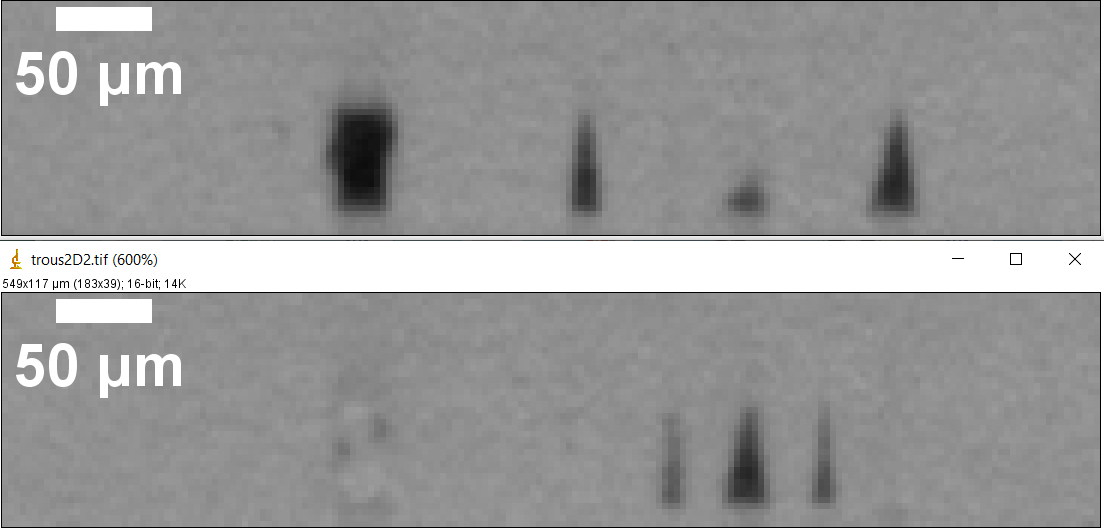 50 µm
trous2D2.tif (600%)
549x117 µm (183x39); 16-bit; 14K
50 µm